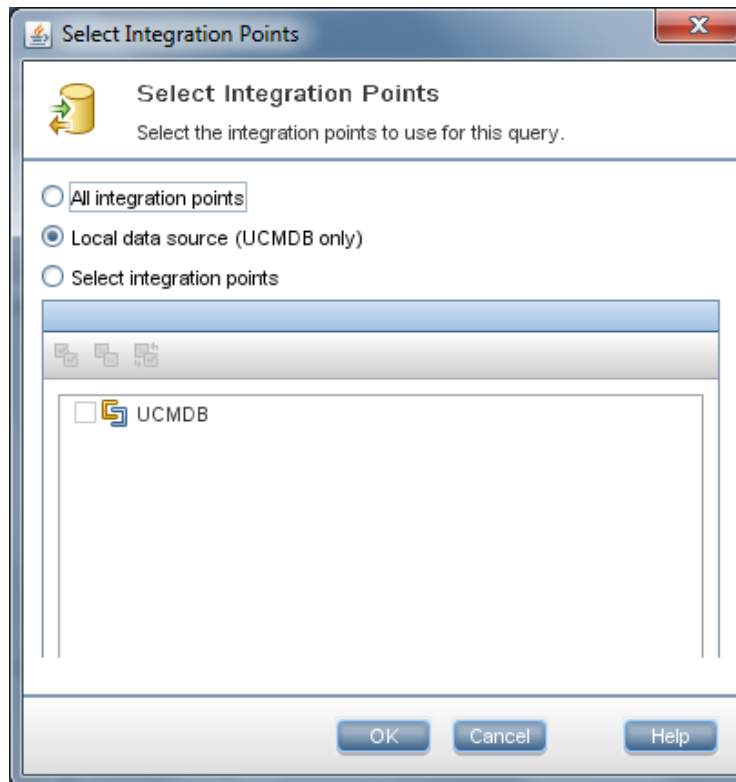 Select Integration Points
Select Integration Points
Select the integration points to use for this query.
All integration points
Local data source (UCMDB only)
Select integration points
UCMDB
OK Cancel Help